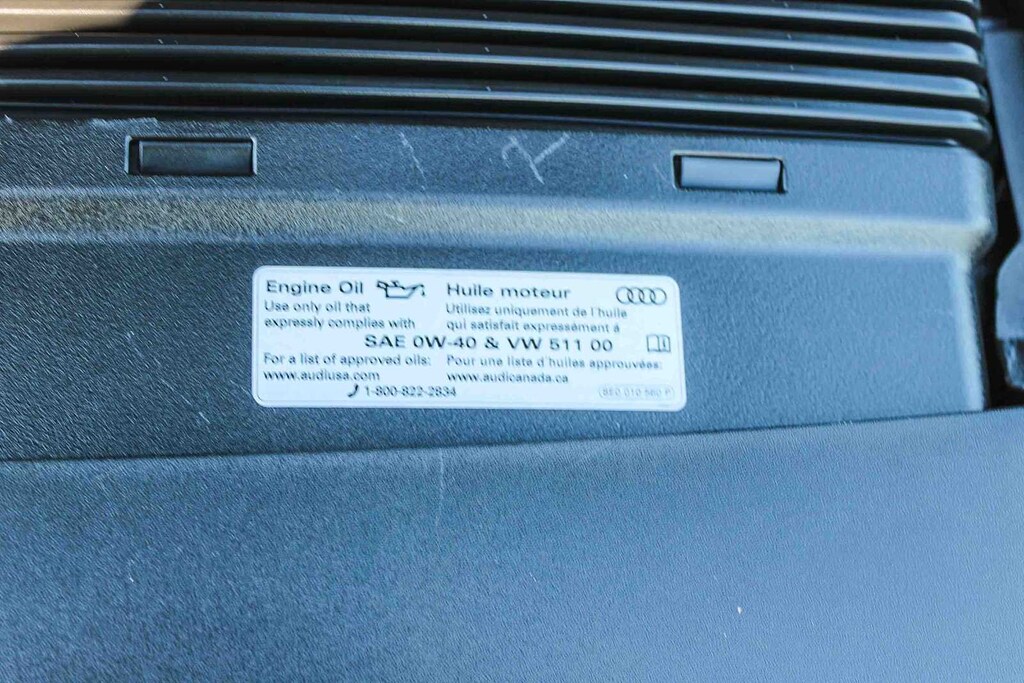 Engine Oil
Use only oil that
expressly complies with
Huile moteur
Utilisez uniquement de l'huile
qui satisfait expressément à
SAE 0W-40 & VW 511 00
For a list of approved oils:
www.audiusa.com
Pour une liste d'huiles approuvées:
www.audicanada.ca
1-800-822-2834